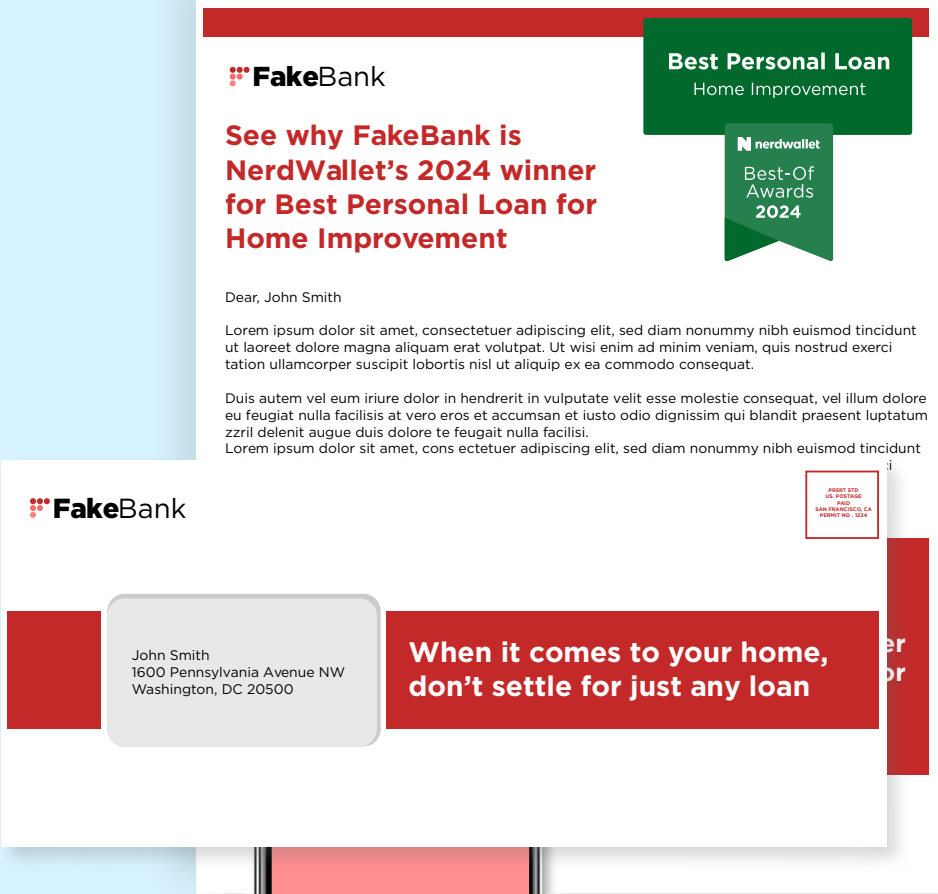 FakeBank
Best Personal Loan
Home Improvement
nerdwallet
Best-Of
Awards
2024
See why FakeBank is
NerdWallet’s 2024 winner
for Best Personal Loan for
Home Improvement
Dear, John Smith
Lorem ipsum dolor sit amet, consectetuer adipiscing elit, sed diam nonummy nibh euismod tincidunt
ut laoreet dolore magna aliquam erat volutpat. Ut wisi enim ad minim veniam, quis nostrud exerci
tation ullamcorper suscipit lobortis nisl ut aliquip ex ea commodo consequat.
Duis autem vel eum iriure dolor in hendrerit in vulputate velit esse molestie consequat, vel illum dolore
eu feugiat nulla facilisis at vero eros et accumsan et iusto odio dignissim qui blandit praesent luptatum
zzril delenit augue duis dolore te feugait nulla facilisi.
Lorem ipsum dolor sit amet, cons ectetuer adipiscing elit, sed diam nonummy nibh euismod tincidunt
FakeBank
PRSRT STD
US. POSTAGE
PAID
SAN FRANCISCO, CA
PERMIT NO . 1234
John Smith
1600 Pennsylvania Avenue NW
Washington, DC 20500
When it comes to your home,
don’t settle for just any loan